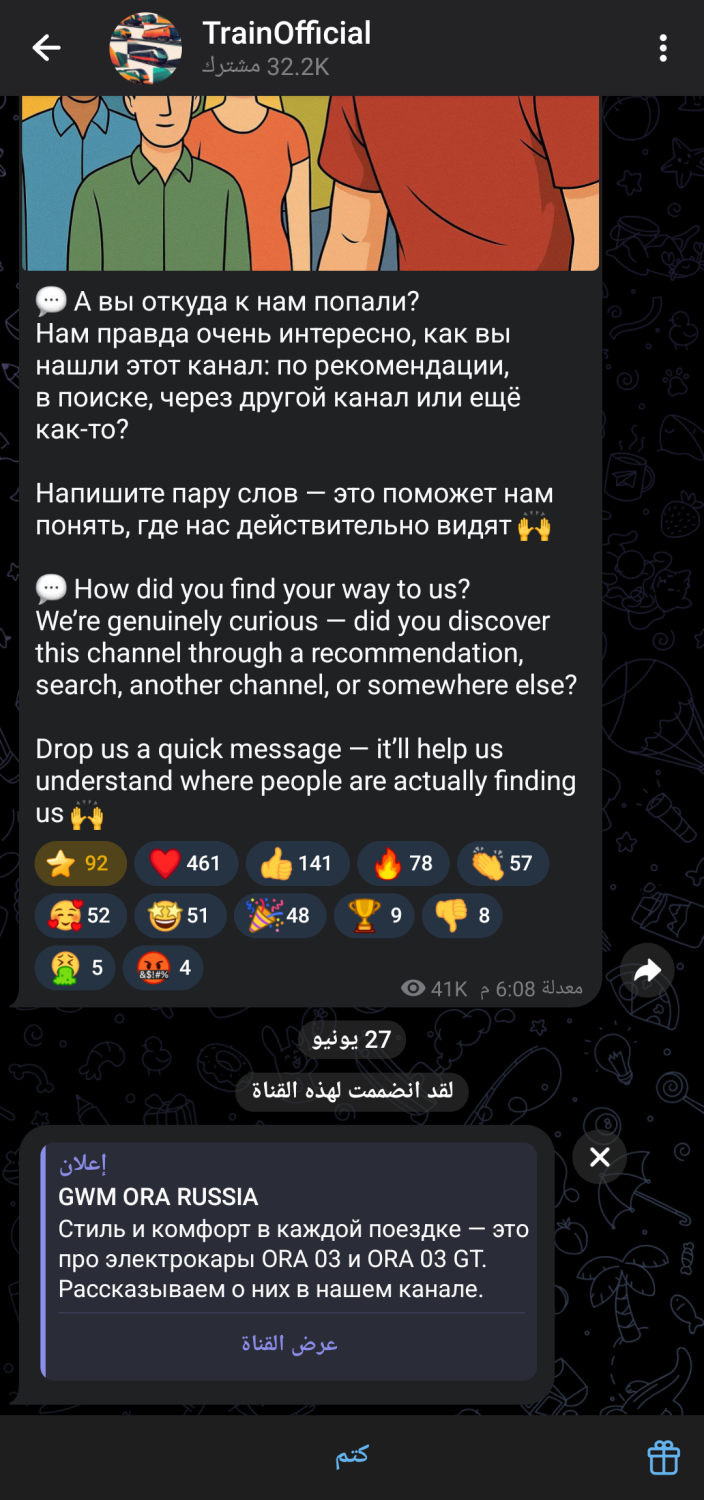 TrainOfficial
32.2K مشترك
💬 А вы откуда к нам попали?
Нам правда очень интересно, как вы
нашли этот канал: по рекомендации,
в поиске, через другой канал или ещё
как-то?
Напишите пару слов — это поможет нам
понять, где нас действительно видят 🙌
💬 How did you find your way to us?
We’re genuinely curious — did you discover
this channel through a recommendation,
search, another channel, or somewhere else?
Drop us a quick message — it’ll help us
understand where people are actually finding
us 🙌
⭐ 92 ❤️ 461 👍 141 🔥 78 👏 57
🥰 52 🤩 51 🎉 48 🏆 9 👎 8
🤮 5 🤬 4
41K معدلة 6:08 م
27 يونيو
لقد انضممت لهذه القناة
إعلان
GWM ORA RUSSIA
Стиль и комфорт в каждой поездке — это
про электрокары ORA 03 и ORA 03 GT.
Рассказываем о них в нашем канале.
عرض القناة
كتم